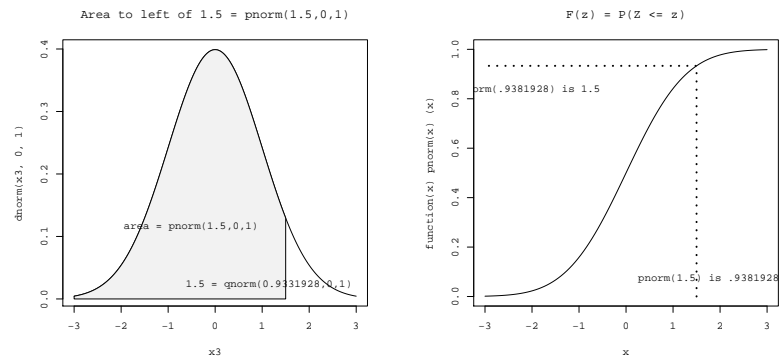 Area to left of 1.5 = pnorm(1.5,0,1)
dnorm(x3, 0, 1)
0.4
0.3
0.2
0.1
0.0
area = pnorm(1.5,0,1)
1.5 = qnorm(0.9331928,0,1)
−3 −2 −1 0 1 2 3
x3
F(z) = P(Z <= z)
function(x) pnorm(x) (x)
1.0
0.8
0.6
0.4
0.2
0.0
orm(.9381928) is 1.5
pnorm(1.5) is .9381928
−3 −2 −1 0 1 2 3
x